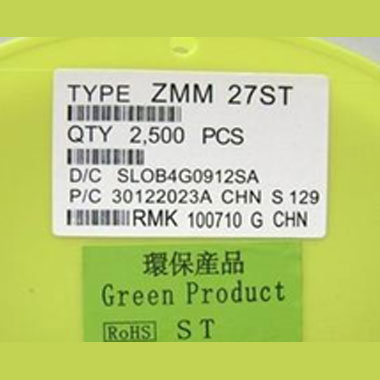 TYPE ZMM 27ST
QTY 2,500 PCS
D/C SLOB4G0912SA
P/C 30122023A CHN S 129
RMK 100710 G CHN
環保産品
Green Product
RoHS ST